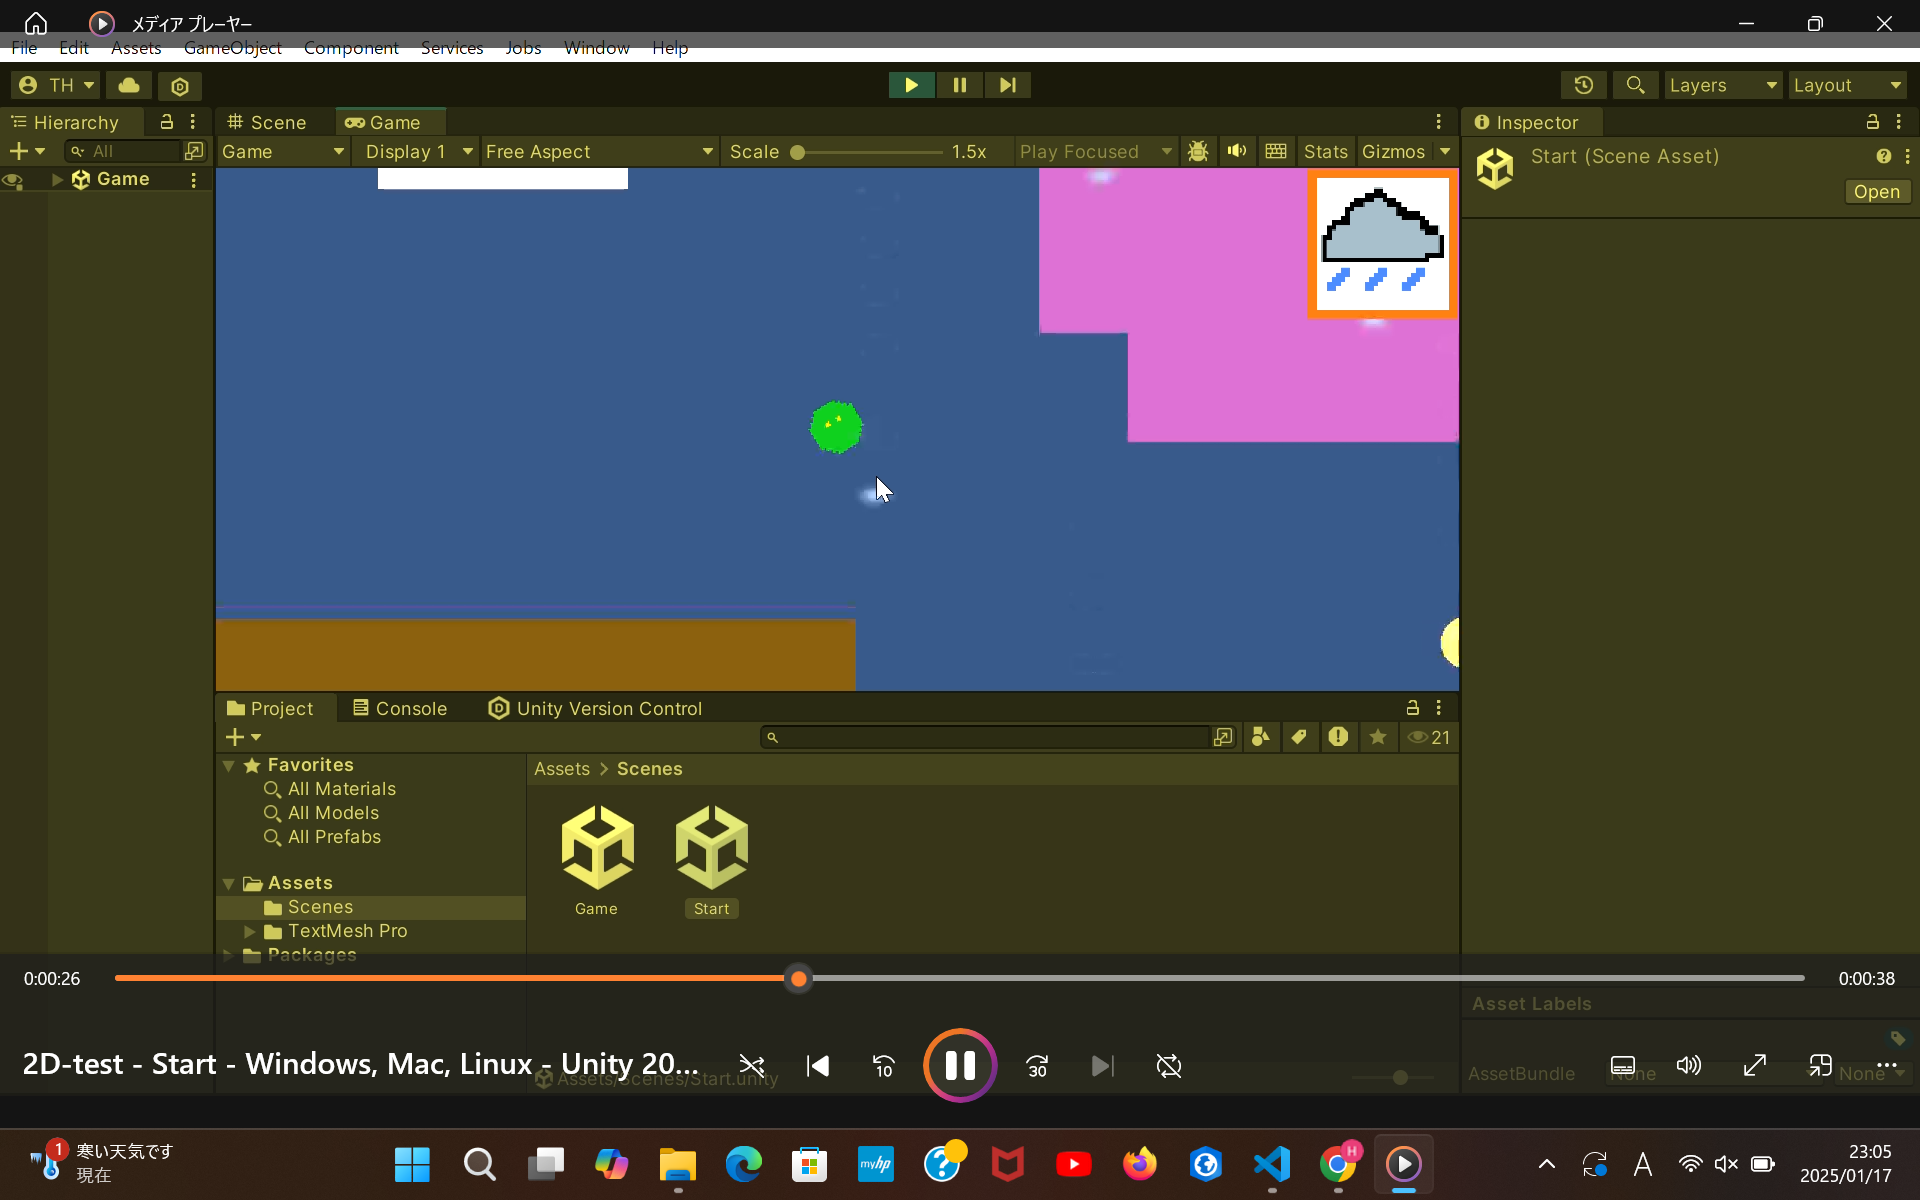 メディア プレーヤー
File Edit Assets GameObject Component Services Jobs Window Help
TH
Layers
Layout
Hierarchy
Scene
Game
Inspector
All
Game
Display 1
Free Aspect
Scale
1.5x
Play Focused
Stats
Gizmos
Start (Scene Asset)
Open
Game
Project
Console
Unity Version Control
21
Favorites
All Materials
All Models
All Prefabs
Assets
Scenes
TextMesh Pro
Packages
Assets > Scenes
Game
Start
0:00:26
0:00:38
Asset Labels
2D-test - Start - Windows, Mac, Linux - Unity 20...
10
30
Assets/Scenes/Start.unity
AssetBundle
None
None
1
寒い天気です
現在
myhp
H
A
23:05
2025/01/17